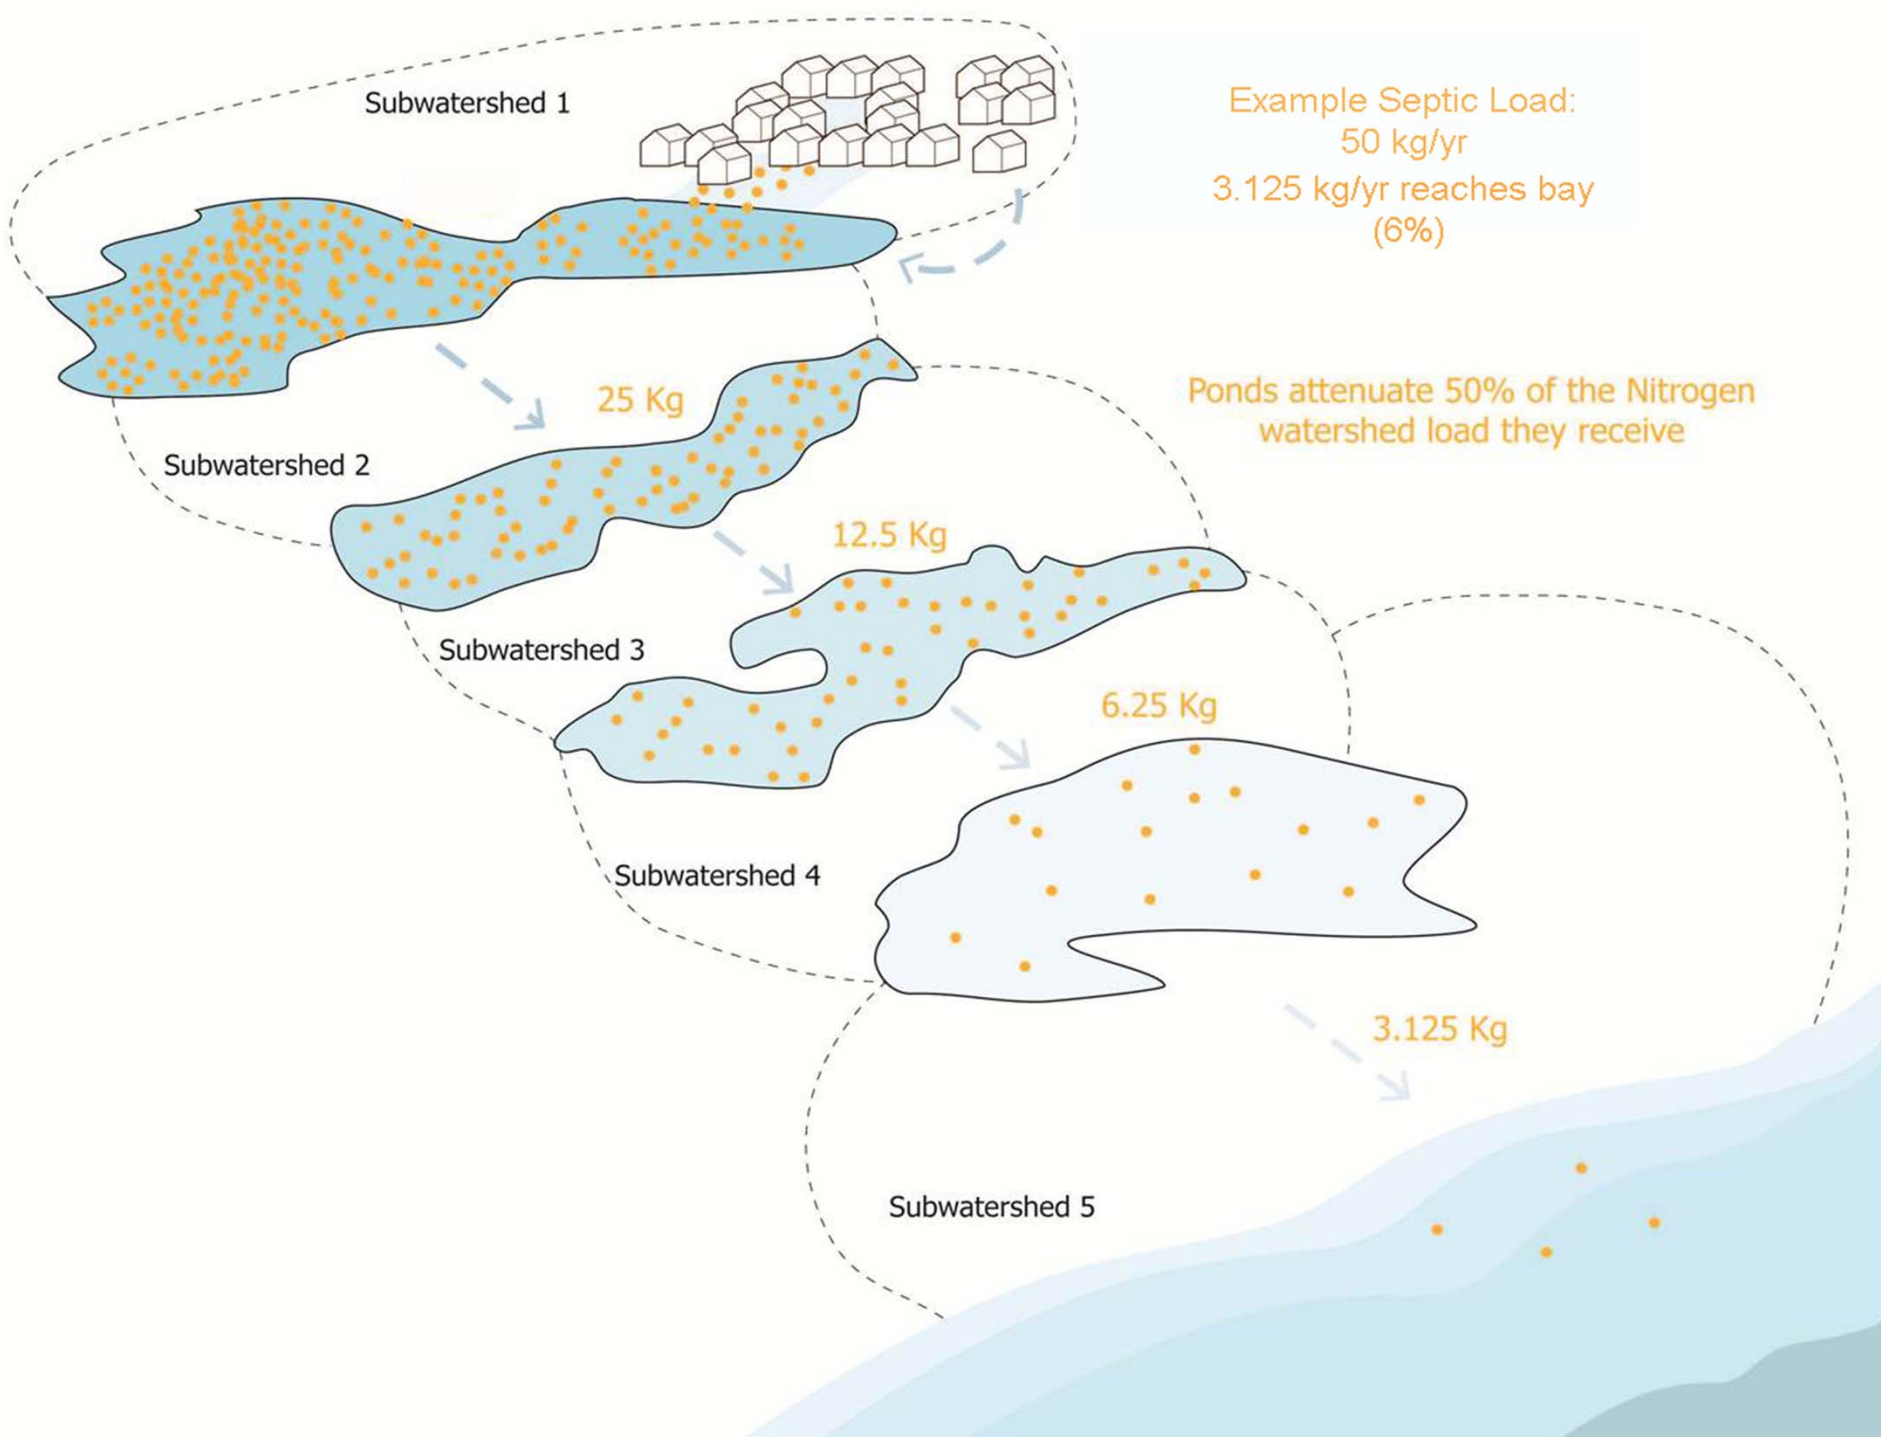 Subwatershed 1
Example Septic Load:
50 kg/yr
3.125 kg/yr reaches bay
(6%)
25 Kg
Ponds attenuate 50% of the Nitrogen
watershed load they receive
Subwatershed 2
12.5 Kg
Subwatershed 3
6.25 Kg
Subwatershed 4
3.125 Kg
Subwatershed 5